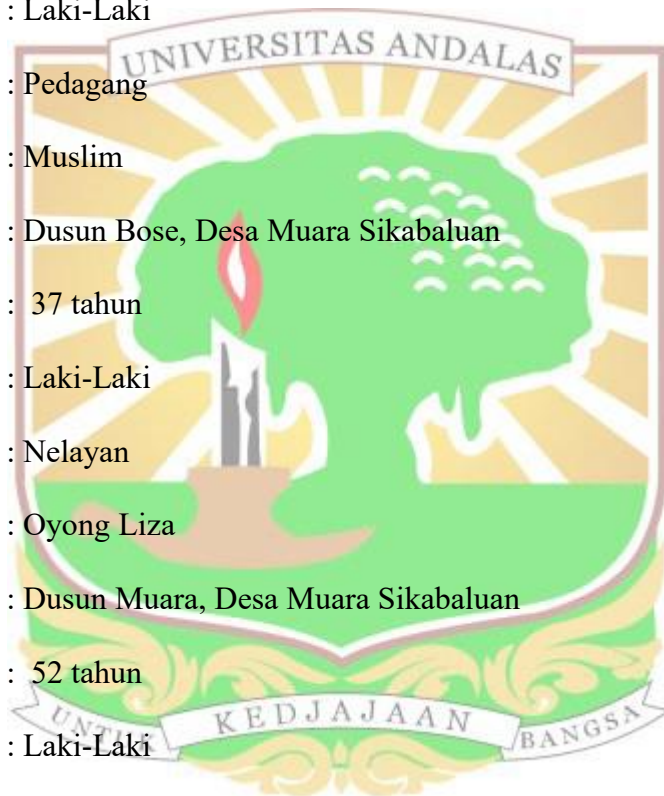 : Laki-Laki
UNIVERSITAS ANDALAS
: Pedagang
: Muslim
: Dusun Bose, Desa Muara Sikabaluan
: 37 tahun
: Laki-Laki
: Nelayan
: Oyong Liza
: Dusun Muara, Desa Muara Sikabaluan
: 52 tahun
UNTUK KEDJAJAAN BANGSA
: Laki-Laki